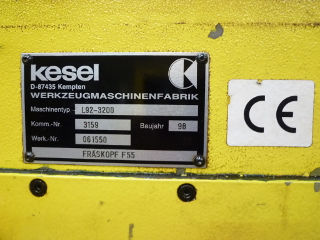 kesel
D-87435 Kempten
WERKZEUGMASCHINENFABRIK
Maschinentyp L92-3200
Komm.-Nr. 3159 Baujahr 98
Werk.-Nr. 061550
FRÄSKOPF F55
CE